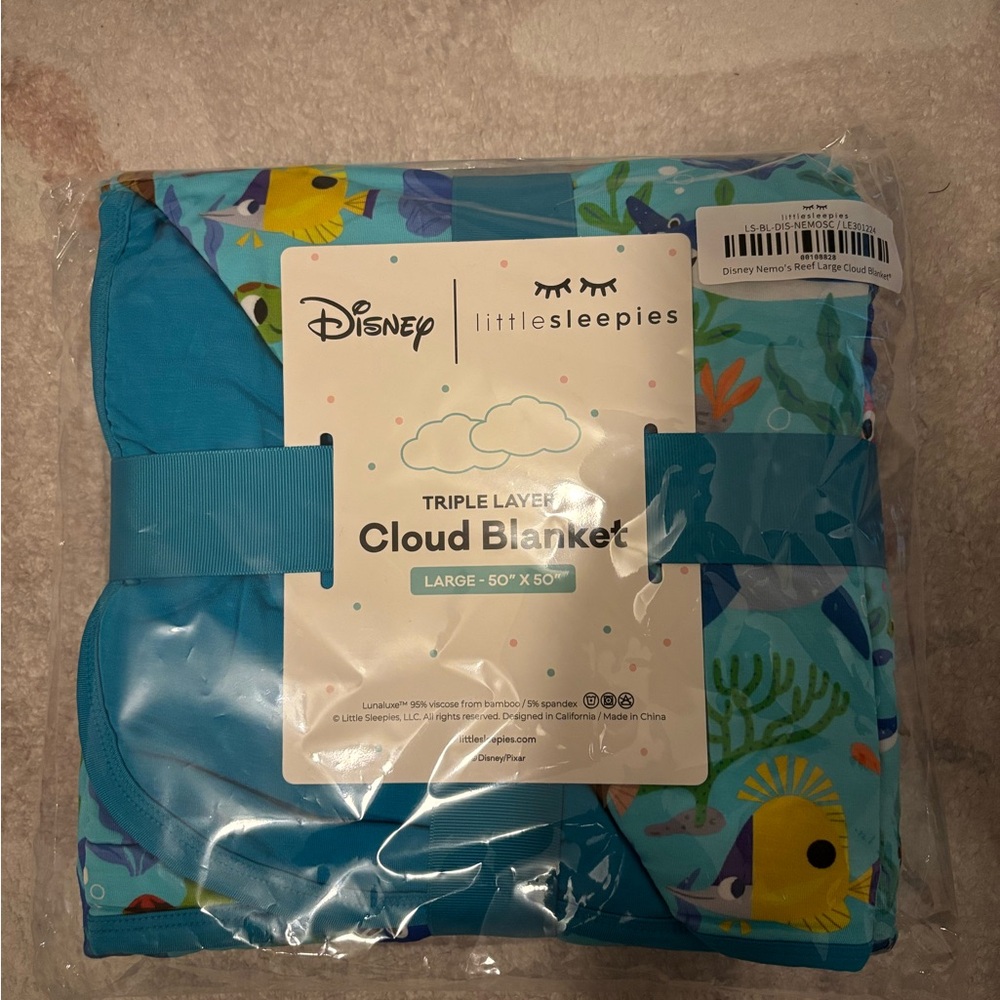 littlesleepies
LS-BL-DIS-NEMOSC / LE301224
00108828
Disney Nemo's Reef Large Cloud Blanket®
Disney | littlesleepies
TRIPLE LAYER
Cloud Blanket
LARGE - 50" X 50"
Lunaluxe™ 95% viscose from bamboo / 5% spandex
© Little Sleepies, LLC. All rights reserved. Designed in California / Made in China
littlesleepies.com
©Disney/Pixar